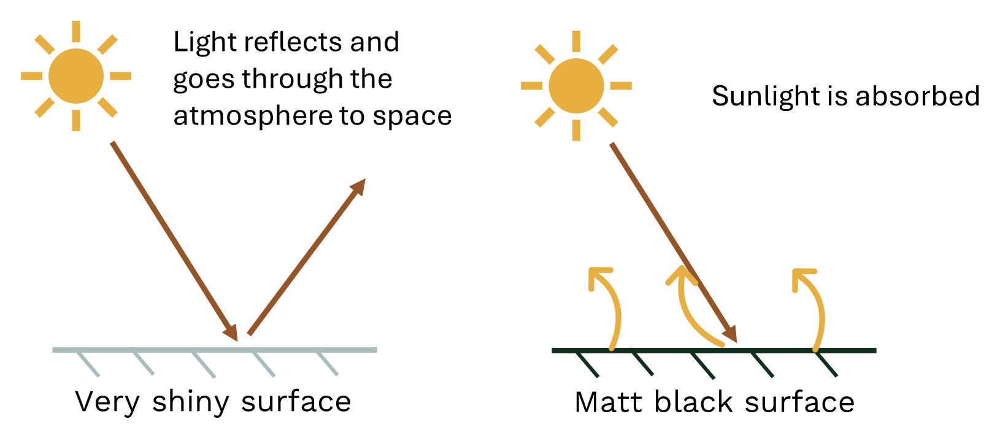 Light reflects and
goes through the
atmosphere to space
Very shiny surface
Sunlight is absorbed
Matt black surface